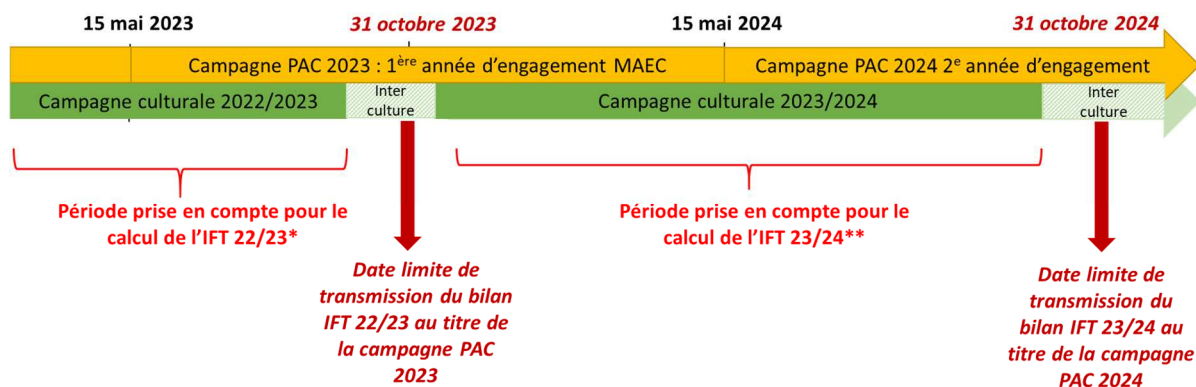 15 mai 2023
31 octobre 2023
15 mai 2024
31 octobre 2024
Campagne PAC 2023 : 1ère année d’engagement MAEC
Campagne PAC 2024 2e année d’engagement
Campagne culturale 2022/2023
Inter
culture
Campagne culturale 2023/2024
Inter
culture
Période prise en compte pour le
calcul de l’IFT 22/23*
Période prise en compte pour le
calcul de l’IFT 23/24**
Date limite de
transmission du bilan
IFT 22/23 au titre de
la campagne PAC
2023
Date limite de
transmission du
bilan IFT 23/24 au
titre de la campagne
PAC 2024